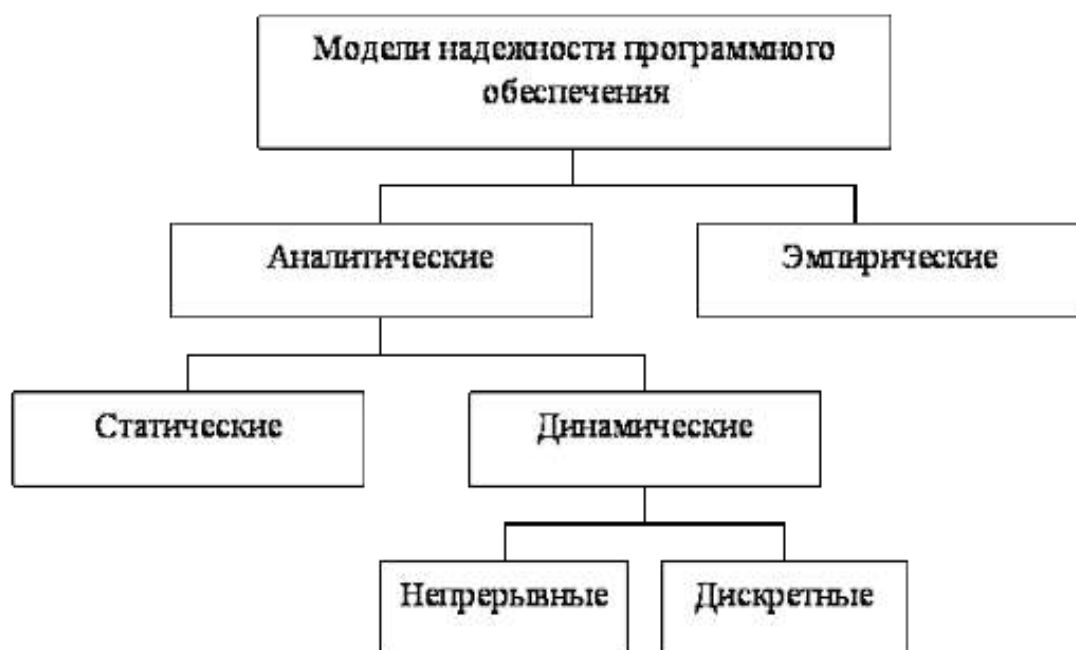 Модели надежности программного
обеспечения
Аналитические
Эмпирические
Статические
Динамические
Непрерывные
Дискретные